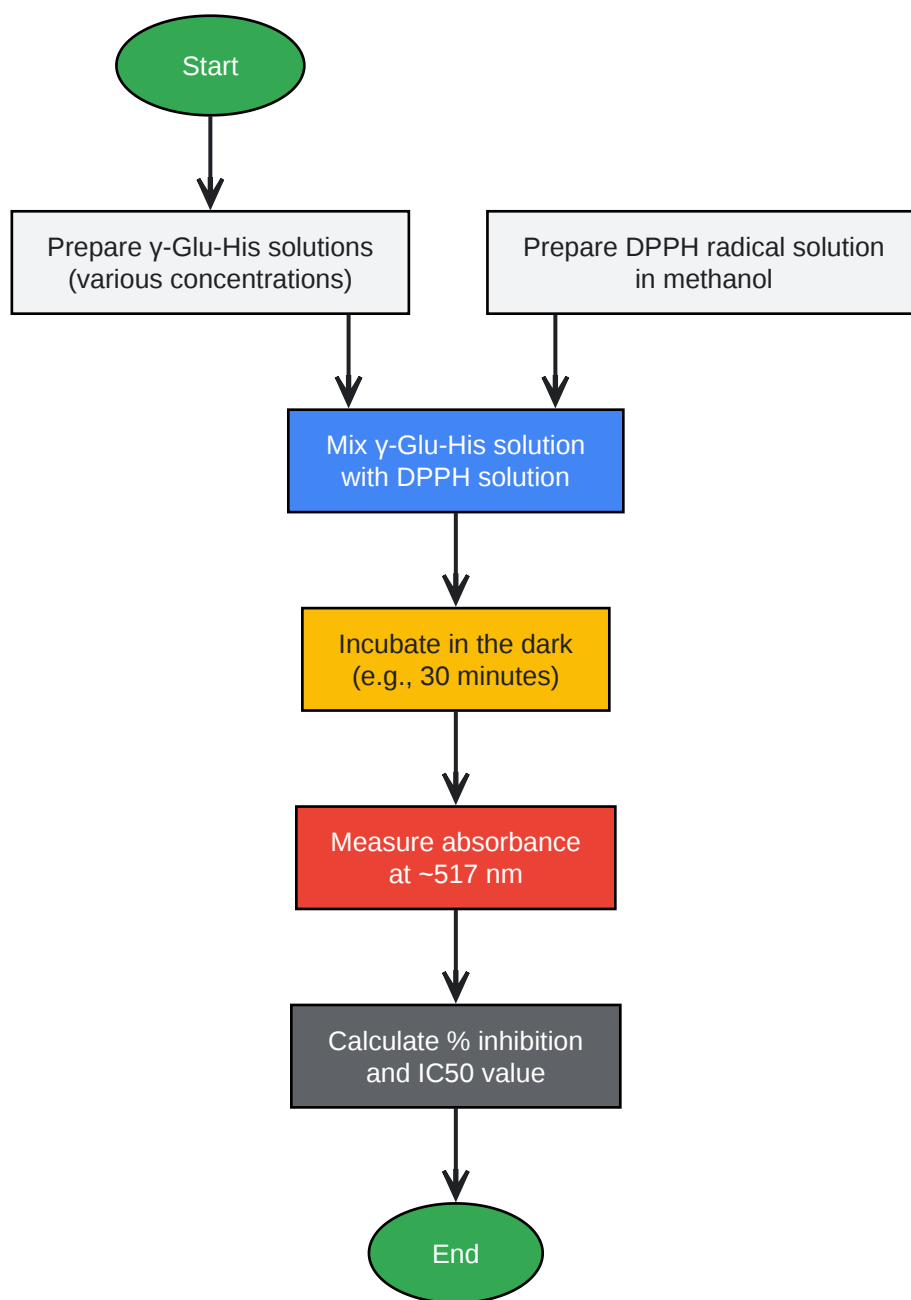 Start
Prepare γ-Glu-His solutions
(various concentrations)
Prepare DPPH radical solution
in methanol
Mix γ-Glu-His solution
with DPPH solution
Incubate in the dark
(e.g., 30 minutes)
Measure absorbance
at ~517 nm
Calculate % inhibition
and IC50 value
End